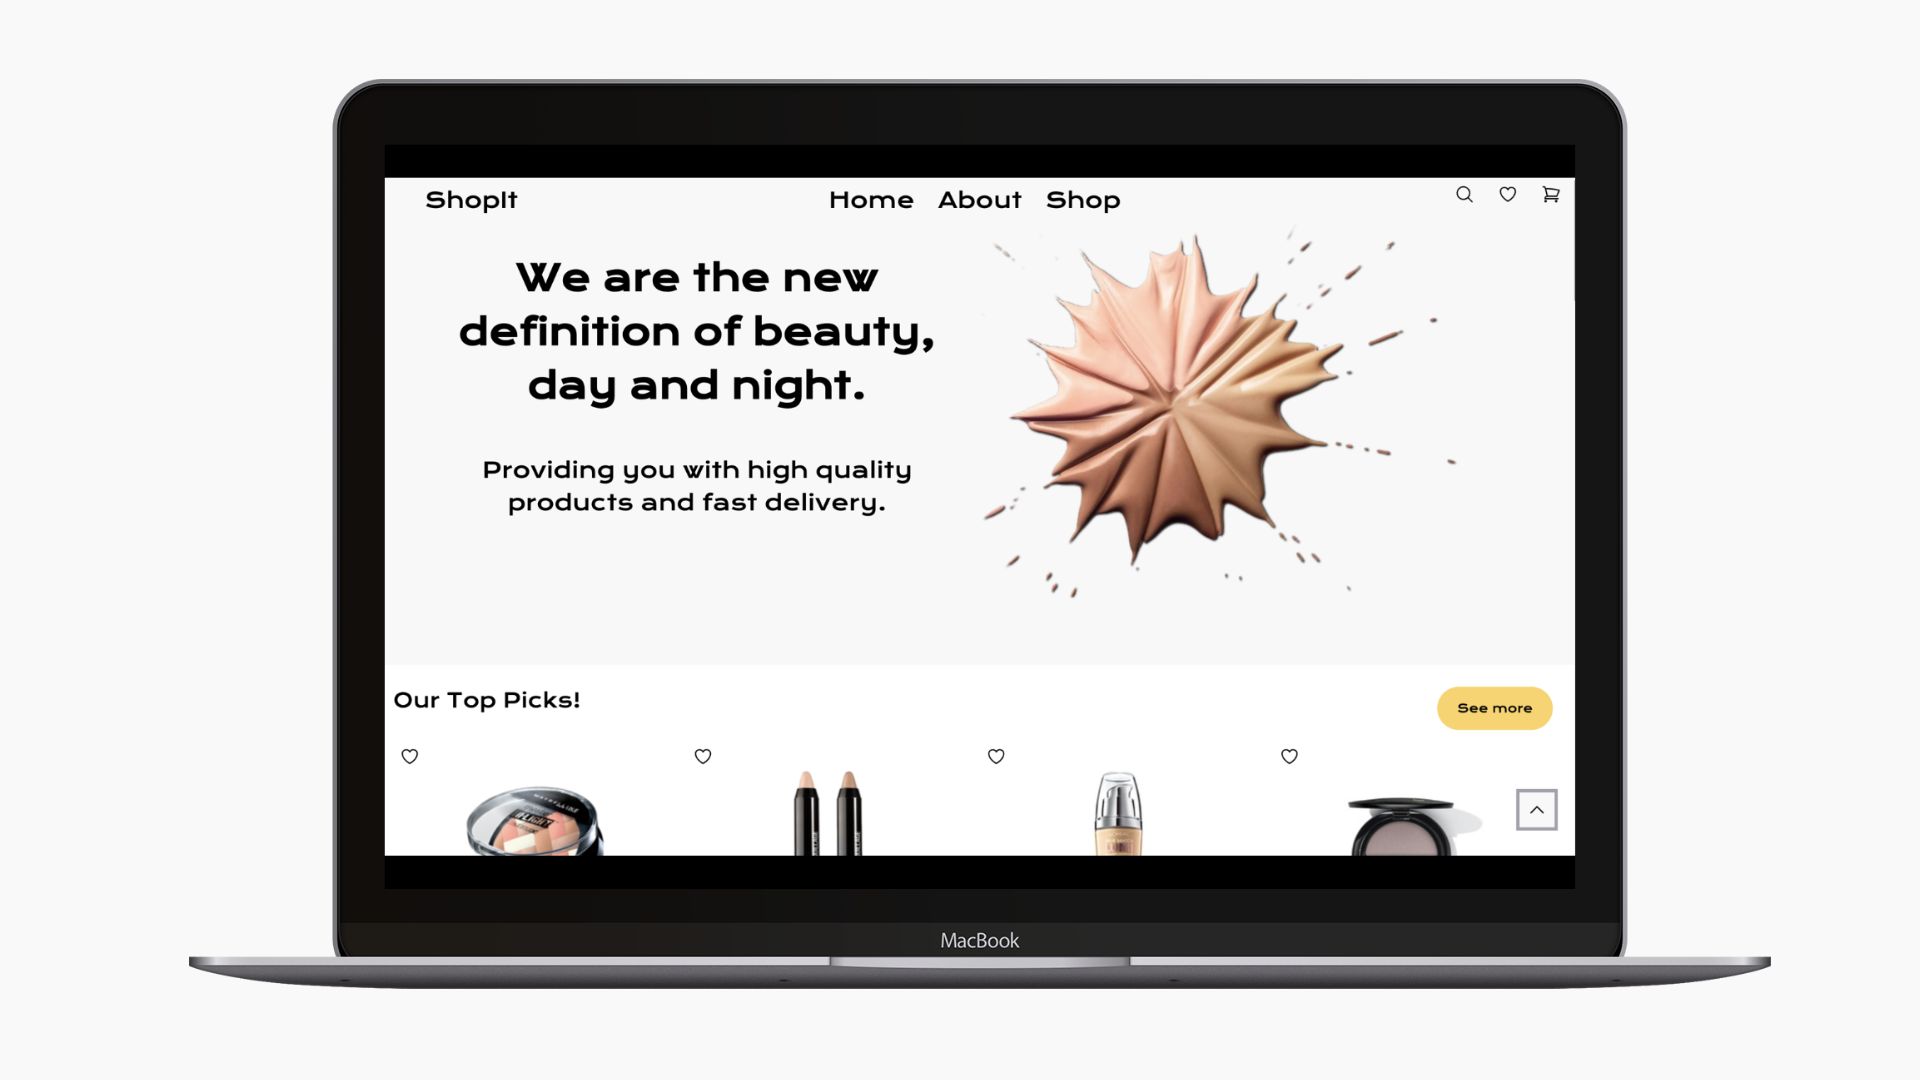 ShopIt
Home About Shop
We are the new
definition of beauty,
day and night.
Providing you with high quality
products and fast delivery.
Our Top Picks!
See more
MAYBELLINE
MacBook